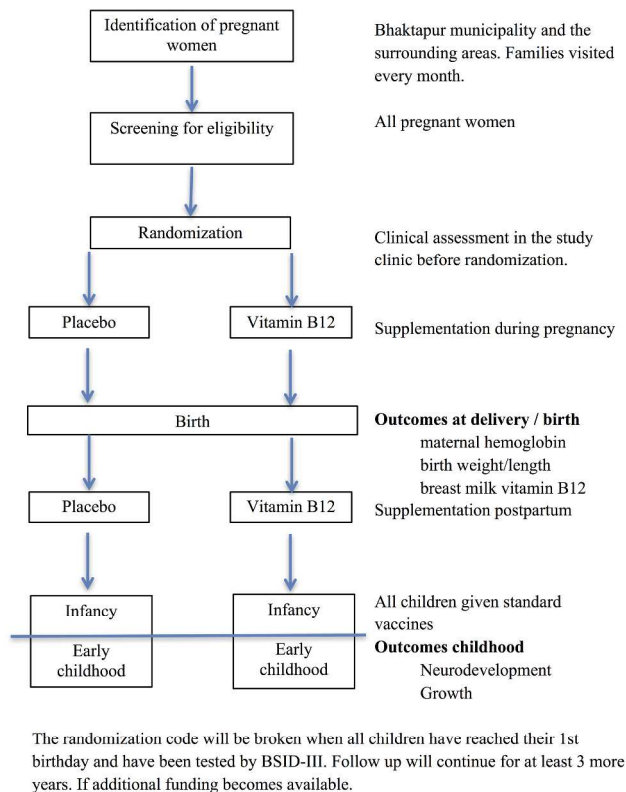 Identification of pregnant
women
Bhaktapur municipality and the
surrounding areas. Families visited
every month.
Screening for eligibility
All pregnant women
Randomization
Clinical assessment in the study
clinic before randomization.
Placebo
Vitamin B12
Supplementation during pregnancy
Birth
Outcomes at delivery / birth
maternal hemoglobin
birth weight/length
breast milk vitamin B12
Placebo
Vitamin B12
Supplementation postpartum
Infancy
Infancy
All children given standard
vaccines
Early
childhood
Early
childhood
Outcomes childhood
Neurodevelopment
Growth
The randomization code will be broken when all children have reached their 1st
birthday and have been tested by BSID-III. Follow up will continue for at least 3 more
years. If additional funding becomes available.